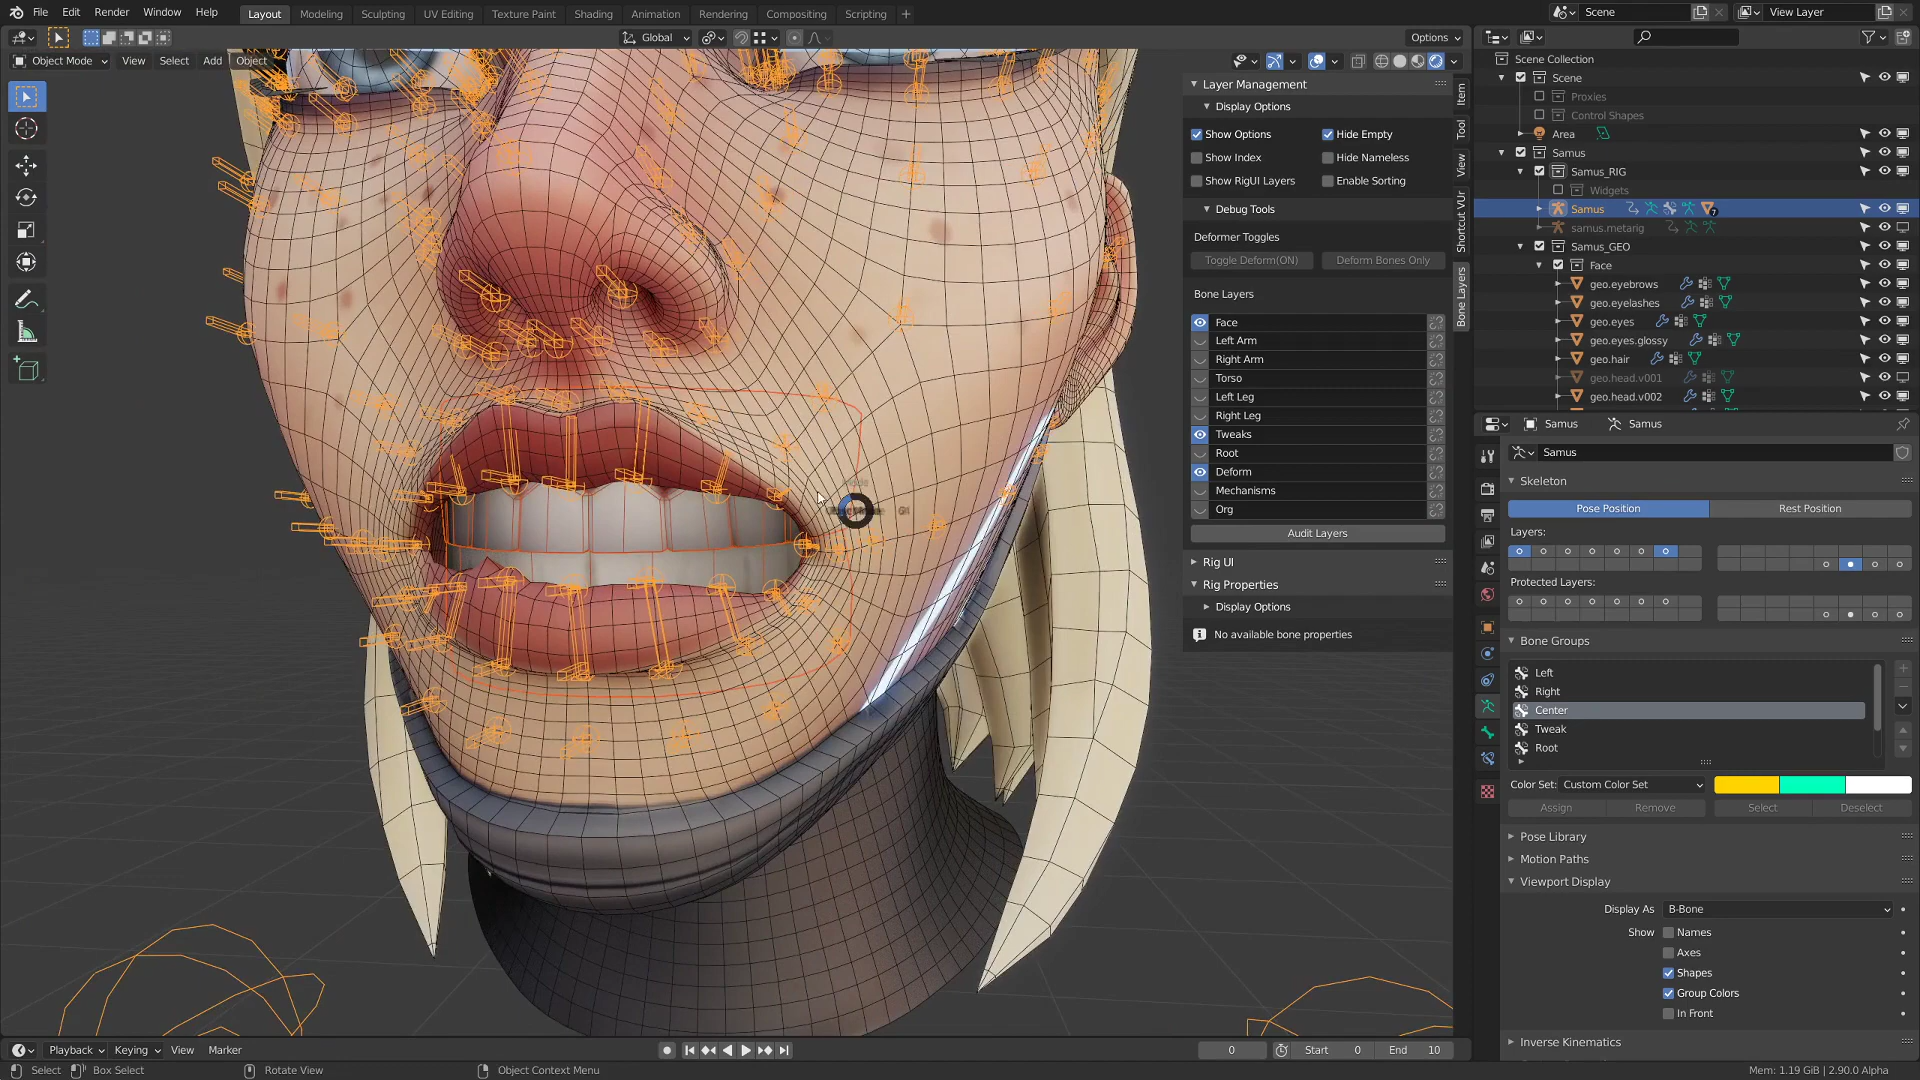 File Edit Render Window Help Layout Modeling Sculpting UV Editing Texture Paint Shading Animation Rendering Compositing Scripting + Scene View Layer
Global Options
Object Mode View Select Add Object
Layer Management
Display Options
Show Options Hide Empty
Show Index Hide Nameless
Show RigUI Layers Enable Sorting
Debug Tools
Deformer Toggles
Toggle Deform(ON) Deform Bones Only
Bone Layers
Face
Left Arm
Right Arm
Torso
Left Leg
Right Leg
Tweaks
Root
Deform
Mechanisms
Org
Audit Layers
Rig UI
Rig Properties
Display Options
No available bone properties
Item
Tool
View
Shortcut VUr
Bone Layers
Scene Collection
Scene
Proxies
Control Shapes
Area
Samus
Samus_RIG
Widgets
Samus 7
samus.metarig
Samus_GEO
Face
geo.eyebrows
geo.eyelashes
geo.eyes
geo.eyes.glossy
geo.hair
geo.head.v001
geo.head.v002
Samus Samus
Samus
Skeleton
Pose Position Rest Position
Layers:
Protected Layers:
Bone Groups
Left
Right
Center
Tweak
Root
Color Set: Custom Color Set
Assign Remove Select Deselect
Pose Library
Motion Paths
Viewport Display
Display As B-Bone
Show Names
Axes
Shapes
Group Colors
In Front
Inverse Kinematics
Playback Keying View Marker 0 Start 0 End 10
Select Box Select Rotate View Object Context Menu Mem: 1.19 GiB | 2.90.0 Alpha